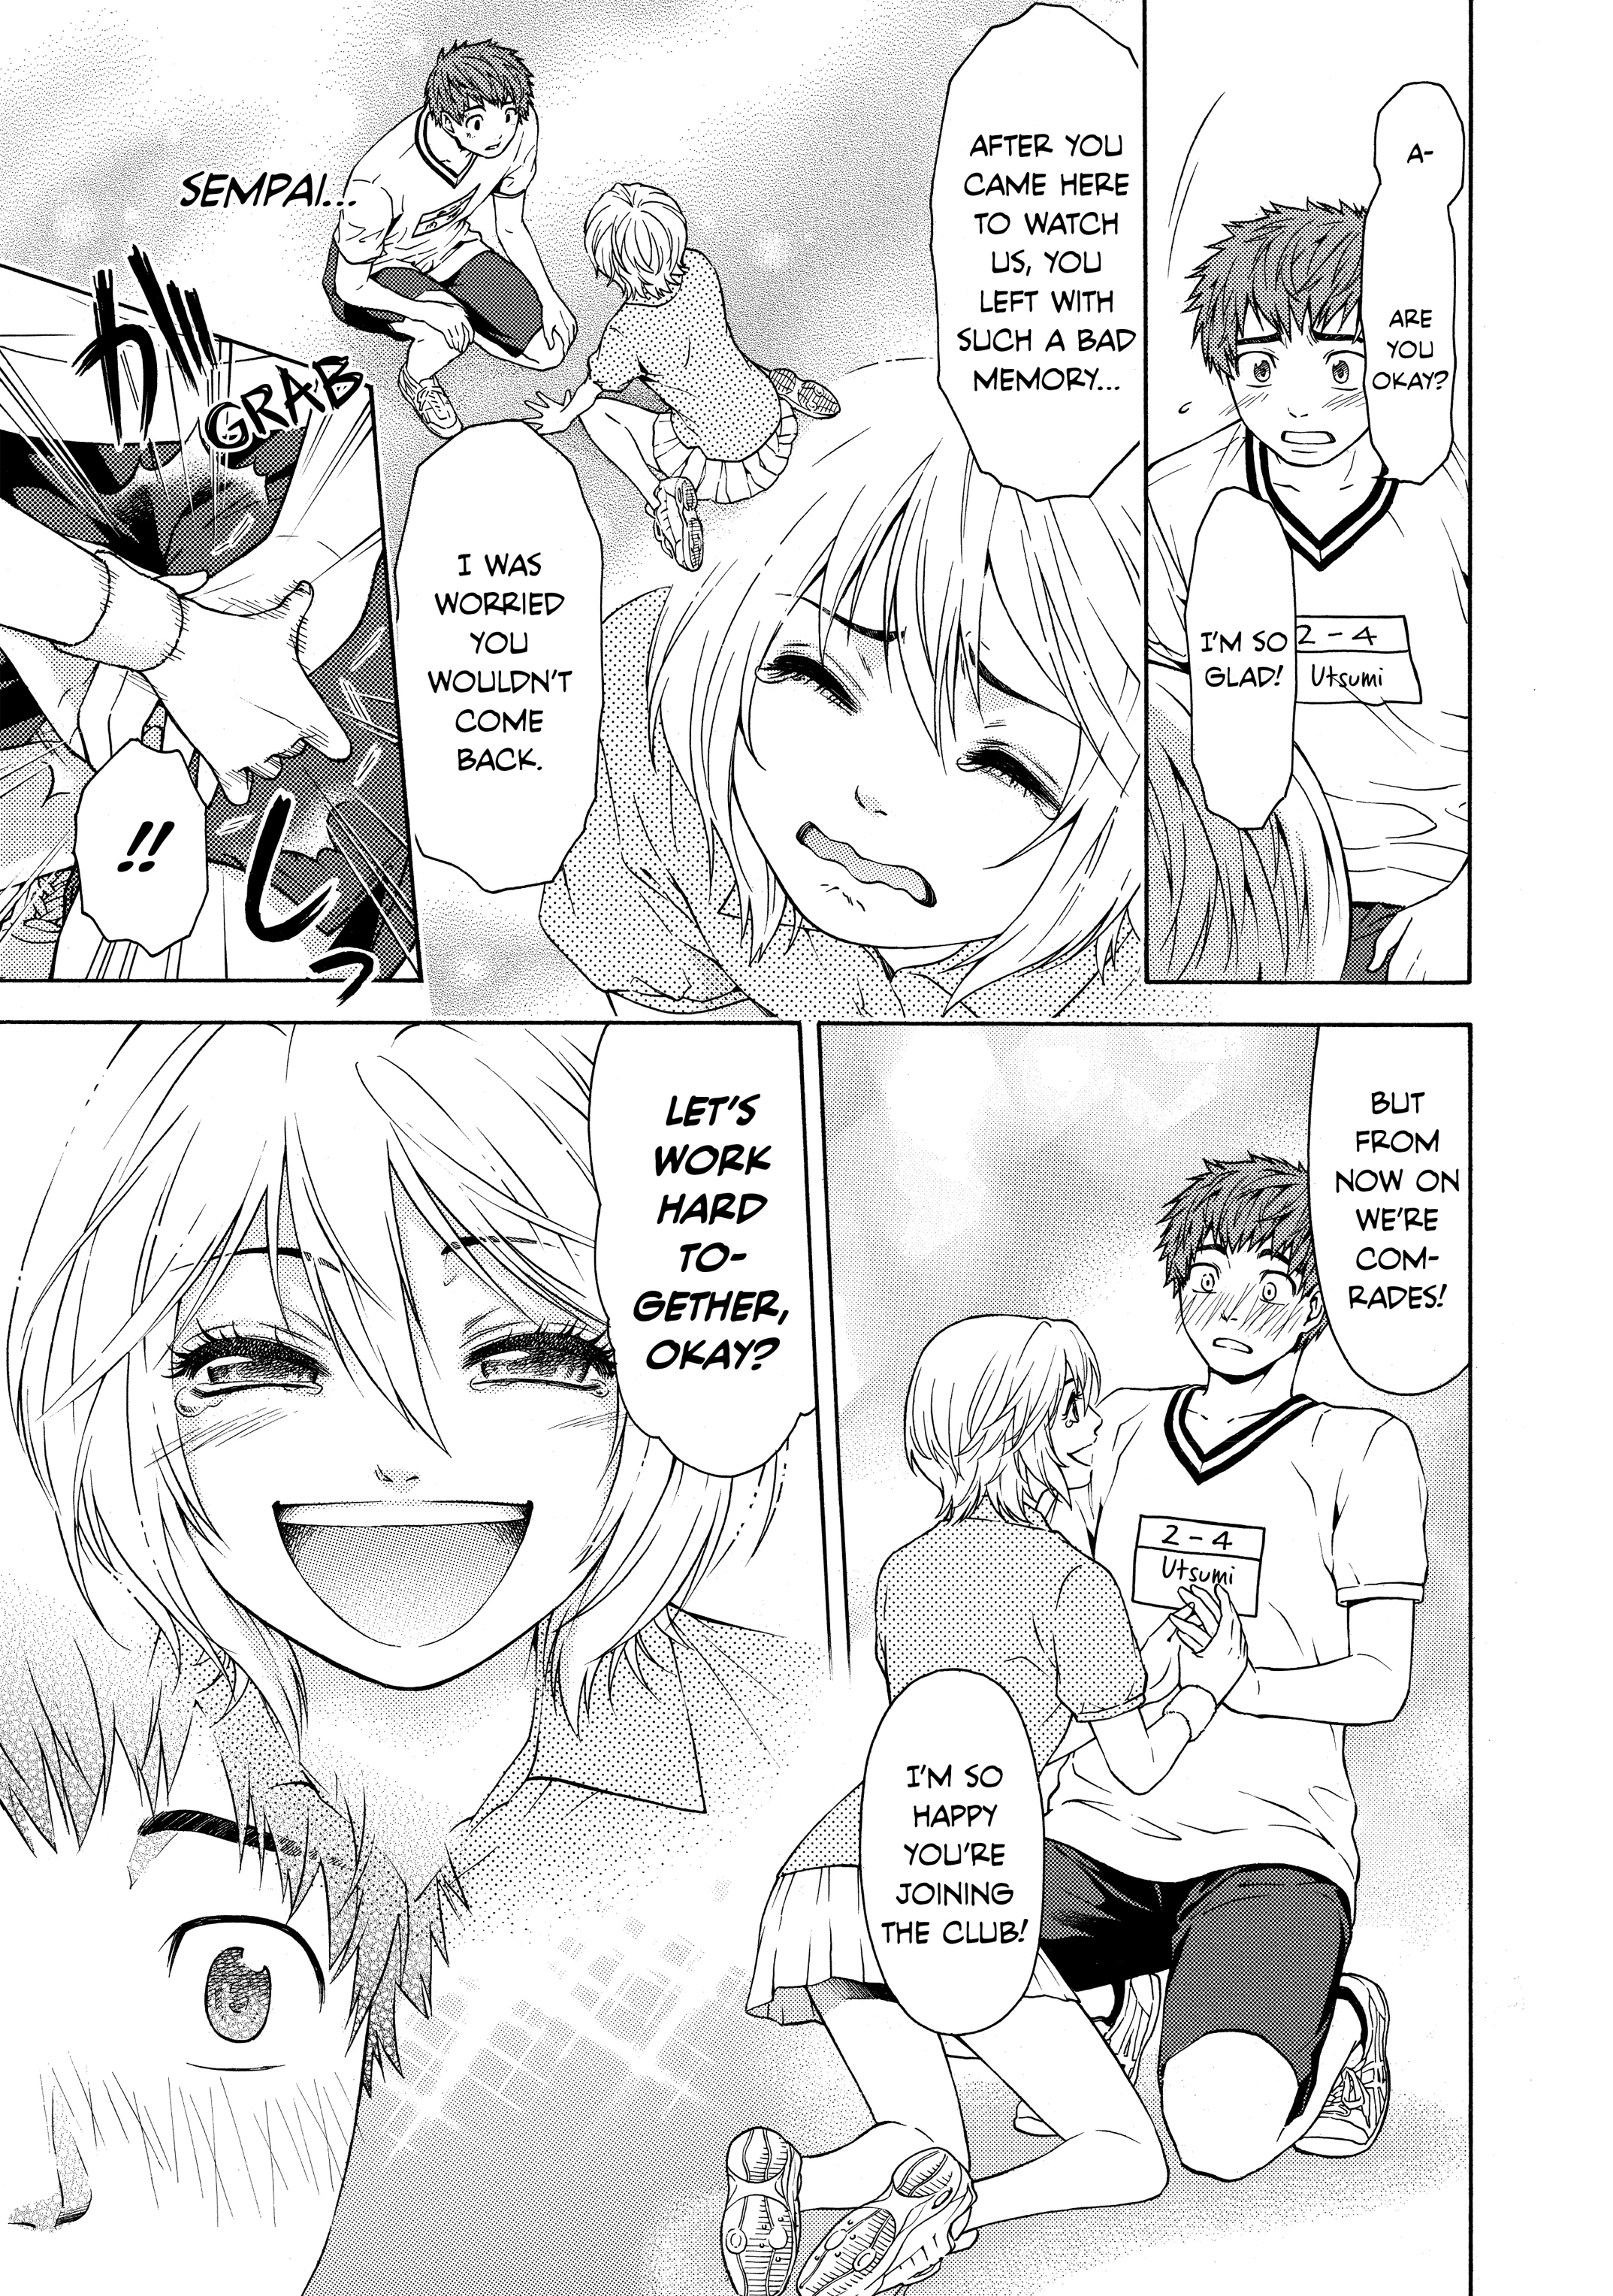 A-
ARE
YOU
OKAY?
I'M SO
GLAD!
2-4
Utsumi
AFTER YOU
CAME HERE
TO WATCH
US, YOU
LEFT WITH
SUCH A BAD
MEMORY...
SEMPAI...
I WAS
WORRIED
YOU
WOULDN'T
COME
BACK.
ガ
GRAB
!!
しっ
BUT
FROM
NOW ON
WE'RE
COM-
RADES!
2-4
Utsumi
I'M SO
HAPPY
YOU'RE
JOINING
THE CLUB!
LET'S
WORK
HARD
TO-
GETHER,
OKAY?